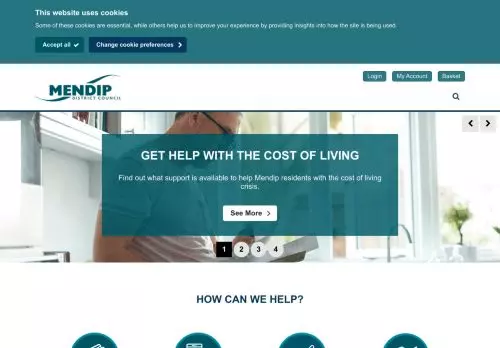 This website uses cookies
Some of these cookies are essential, while others help us to improve your experience by providing insights into how the site is being used.
Accept all
Change cookie preferences
Login
My Account
Basket
MENDIP
DISTRICT COUNCIL
GET HELP WITH THE COST OF LIVING
Find out what support is available to help Mendip residents with the cost of living
crisis.
See More
1 2 3 4
HOW CAN WE HELP?